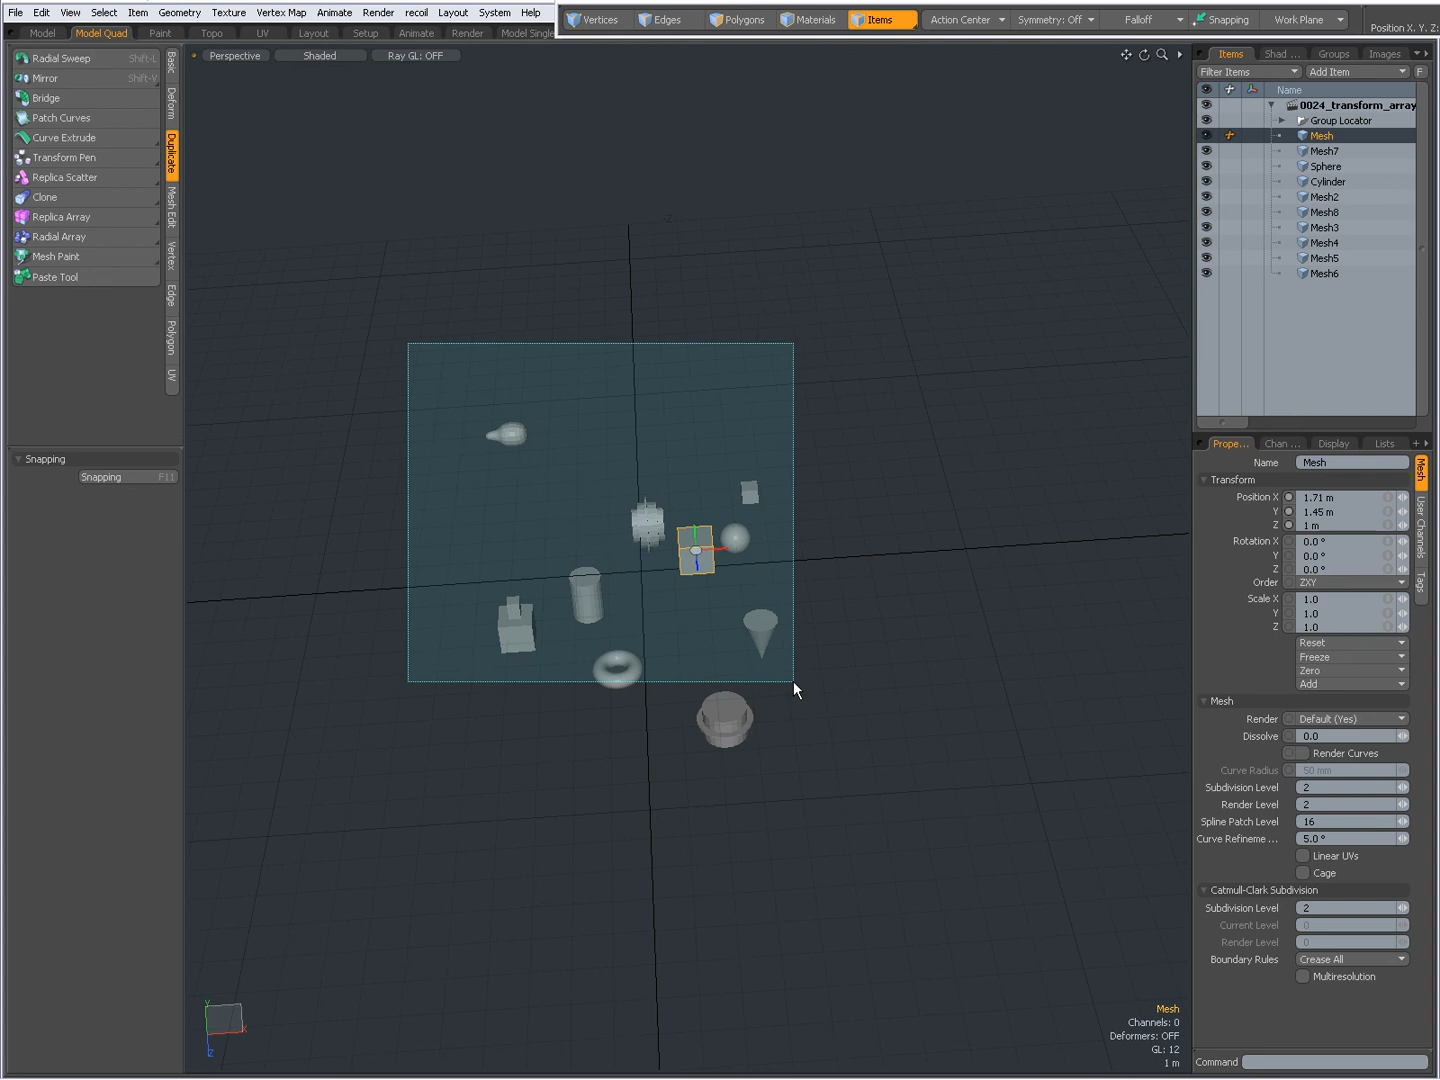 File Edit View Select Item Geometry Texture Vertex Map Animate Render recoil Layout System Help
Vertices Edges Polygons Materials Items Action Center Symmetry: Off Falloff Snapping Work Plane Position X, Y, Z:
Model Model Quad Paint Topo UV Layout Setup Animate Render Model Single
Perspective Shaded Ray GL: OFF
Radial Sweep Shift-L
Mirror Shift-V
Bridge
Patch Curves
Curve Extrude
Transform Pen
Replica Scatter
Clone
Replica Array
Radial Array
Mesh Paint
Paste Tool
Basic
Deform
Duplicate
Mesh Edit
Vertex
Edge
Polygon
UV
Snapping
Snapping F11
Items Shad ... Groups Images
Filter Items Add Item F
Name
0024_transform_array
Group Locator
Mesh
Mesh7
Sphere
Cylinder
Mesh2
Mesh8
Mesh3
Mesh4
Mesh5
Mesh6
Prope... Chan ... Display Lists +
Name Mesh
Transform
Position X 1.71 m
Y 1.45 m
Z 1 m
Rotation X 0.0 °
Y 0.0 °
Z 0.0 °
Order ZXY
Scale X 1.0
Y 1.0
Z 1.0
Reset
Freeze
Zero
Add
Mesh
Render Default (Yes)
Dissolve 0.0
Render Curves
Curve Radius 50 mm
Subdivision Level 2
Render Level 2
Spline Patch Level 16
Curve Refineme ... 5.0 °
Linear UVs
Cage
Catmull-Clark Subdivision
Subdivision Level 2
Current Level 0
Render Level 0
Boundary Rules Crease All
Multiresolution
Mesh
User Channels
Tags
Mesh
Channels: 0
Deformers: OFF
GL: 12
1 m
Y
X
Z
Command